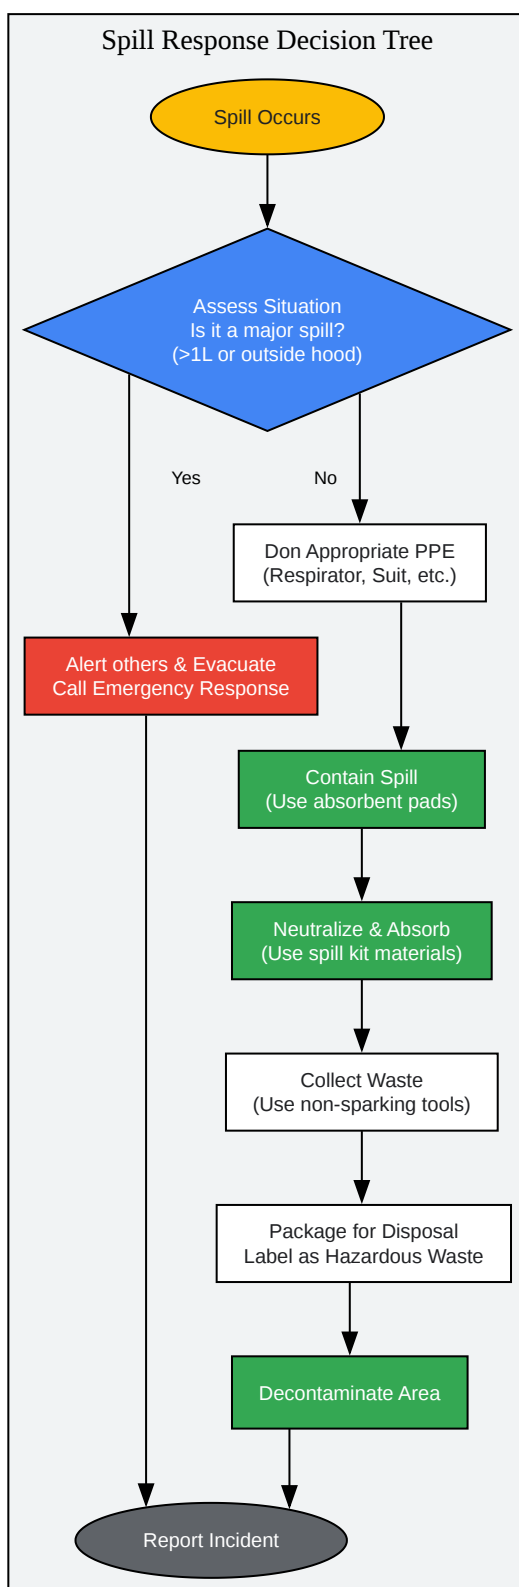 Spill Response Decision Tree
Spill Occurs
Assess Situation
Is it a major spill?
(>1L or outside hood)
Yes
No
Don Appropriate PPE
(Respirator, Suit, etc.)
Alert others & Evacuate
Call Emergency Response
Contain Spill
(Use absorbent pads)
Neutralize & Absorb
(Use spill kit materials)
Collect Waste
(Use non-sparking tools)
Package for Disposal
Label as Hazardous Waste
Decontaminate Area
Report Incident